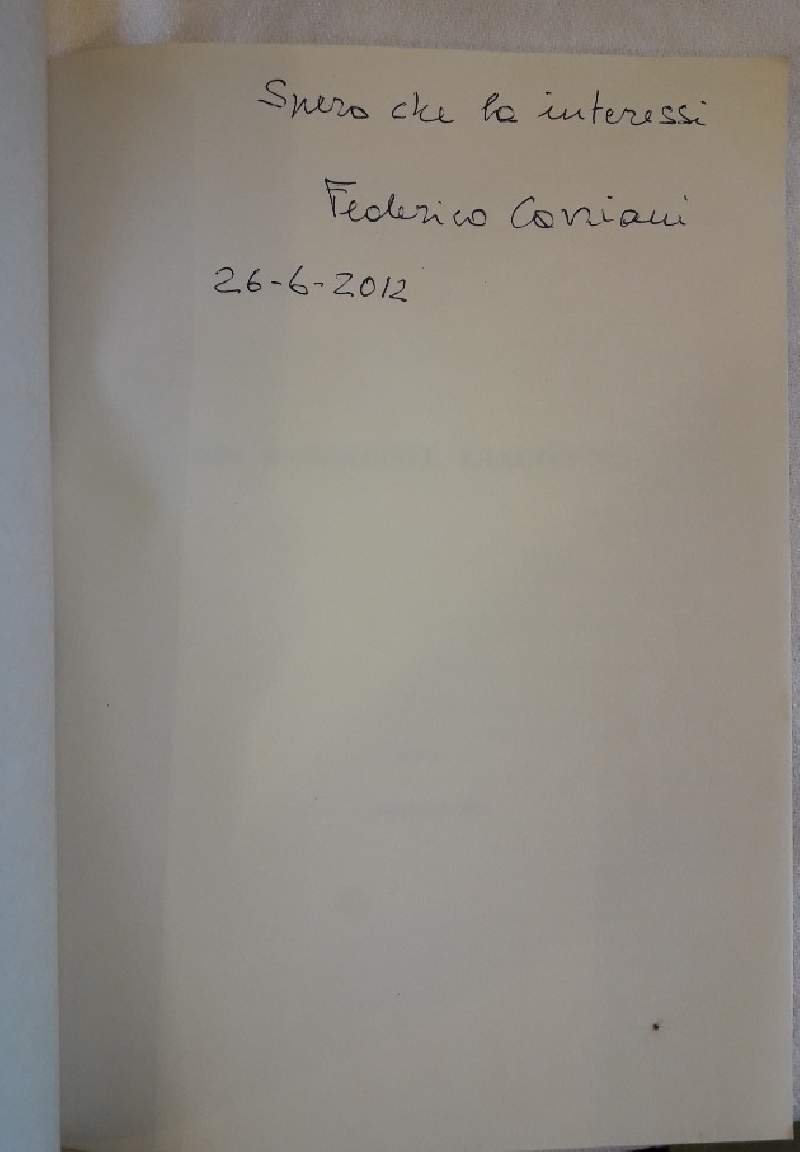 Spero che la interessi
Federico Corriani
26-6-2012